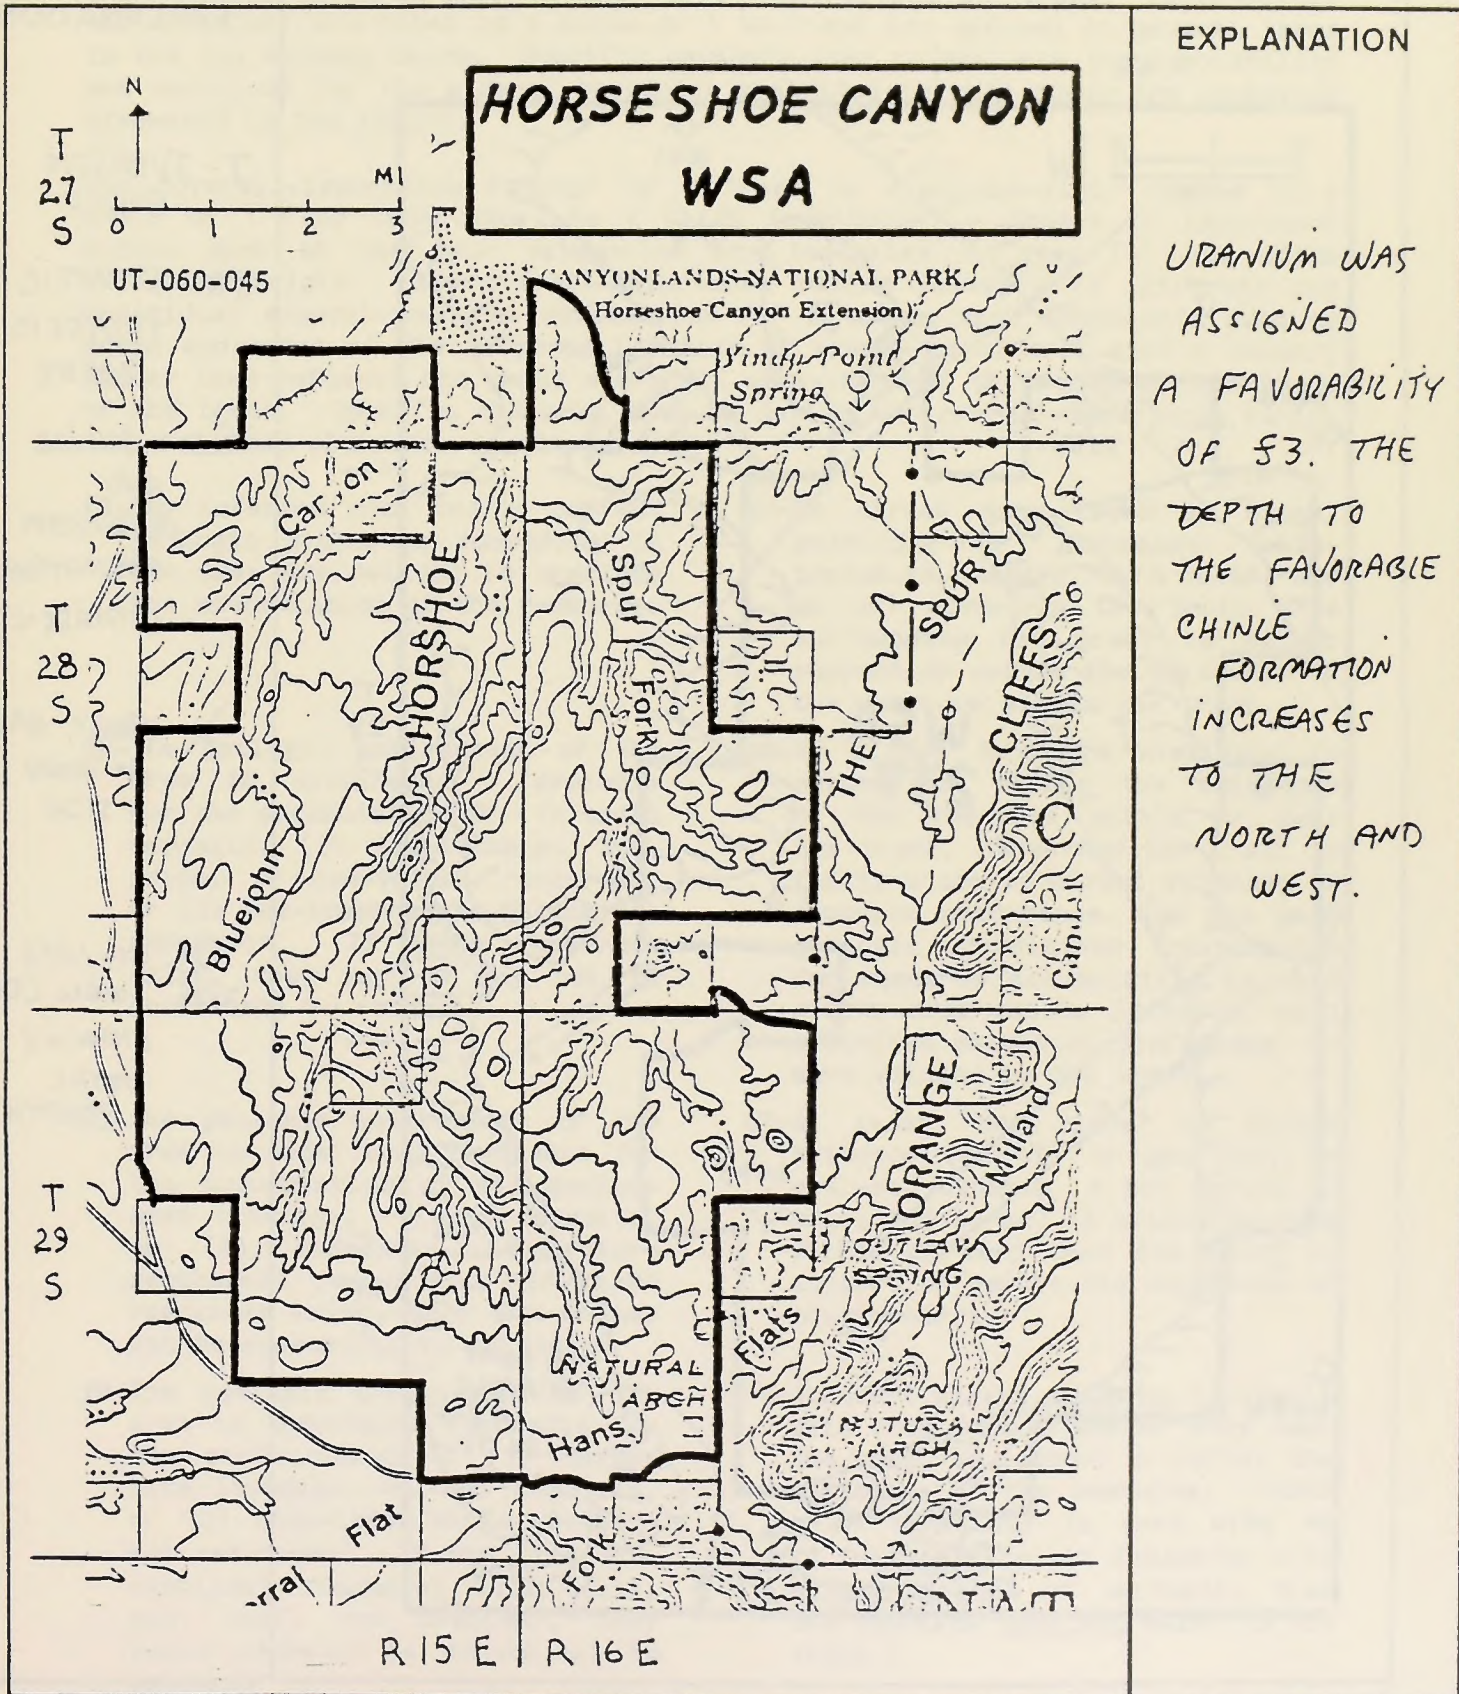 EXPLANATION
N
HORSESHOE CANYON
WSA
T
27
S
MI
0 1 2 3
UT-060-045
CANYONLANDS NATIONAL PARK
(Horseshoe Canyon Extension)
Point
Spring
URANIUM WAS
ASSIGNED
A FAVORABILITY
OF f3. THE
DEPTH TO
THE FAVORABLE
CHINLE
FORMATION
INCREASES
TO THE
NORTH AND
WEST.
Canyon
HORSHOE
Spur
Fork
THE SPUR
CLIFFS
T
28
S
Bluejohn
Can
ORANGE
Millard
T
29
S
OUTLAW
SPRING
Flats
NATURAL
ARCH
Hans
NATURAL
ARCH
Flat
Fork
R 15 E R 16 E